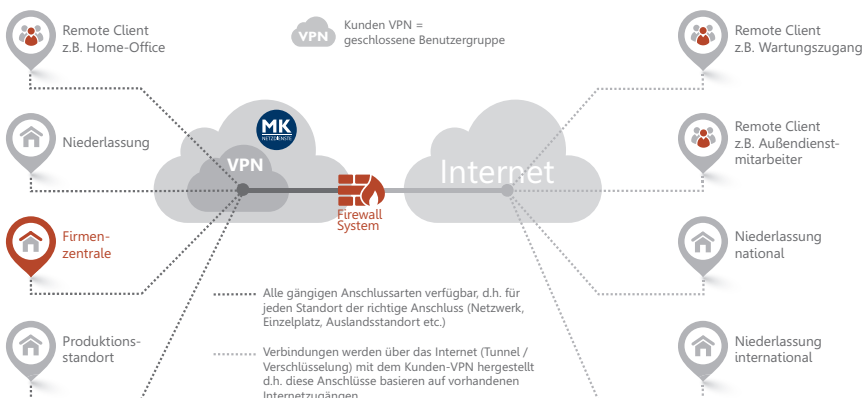 Remote Client
z.B. Home-Office
VPN
Kunden VPN =
geschlossene Benutzergruppe
Remote Client
z.B. Wartungszugang
Niederlassung
MK
NETZDIENSTE
VPN
Internet
Remote Client
z.B. Außendienst-
mitarbeiter
Firewall
System
Firmen-
zentrale
Niederlassung
national
Alle gängigen Anschlussarten verfügbar, d.h. für
jeden Standort der richtige Anschluss (Netzwerk,
Einzelplatz, Auslandsstandort etc.)
Produktions-
standort
Verbindungen werden über das Internet (Tunnel /
Verschlüsselung) mit dem Kunden-VPN hergestellt
d.h. diese Anschlüsse basieren auf vorhandenen
Internetzugängen
Niederlassung
international